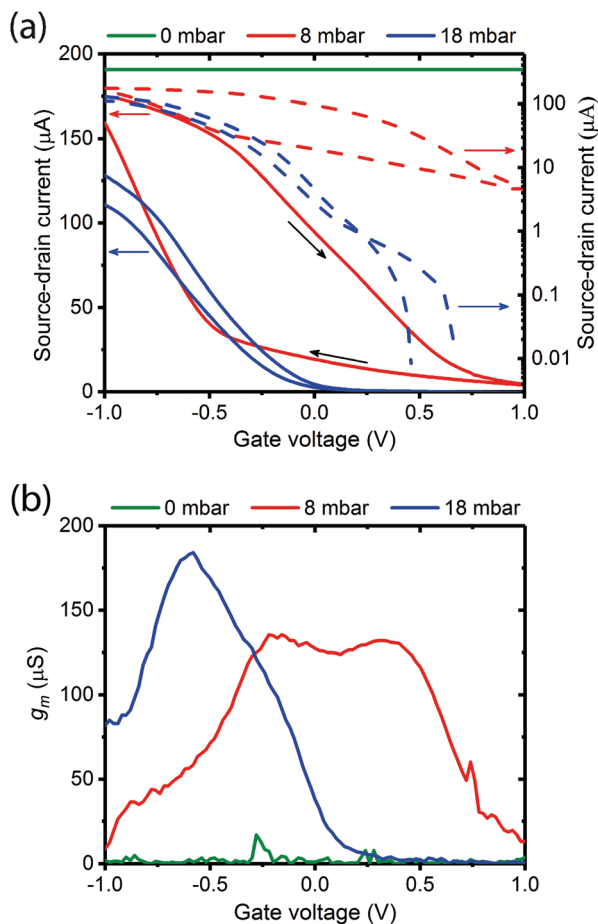 (a)
0 mbar 8 mbar 18 mbar
Source-drain current (µA)
200
150
100
50
0
100
10
1
0.1
0.01
Source-drain current (µA)
-1.0 -0.5 0.0 0.5 1.0
Gate voltage (V)
(b)
0 mbar 8 mbar 18 mbar
gm (µS)
200
150
100
50
0
-1.0 -0.5 0.0 0.5 1.0
Gate voltage (V)